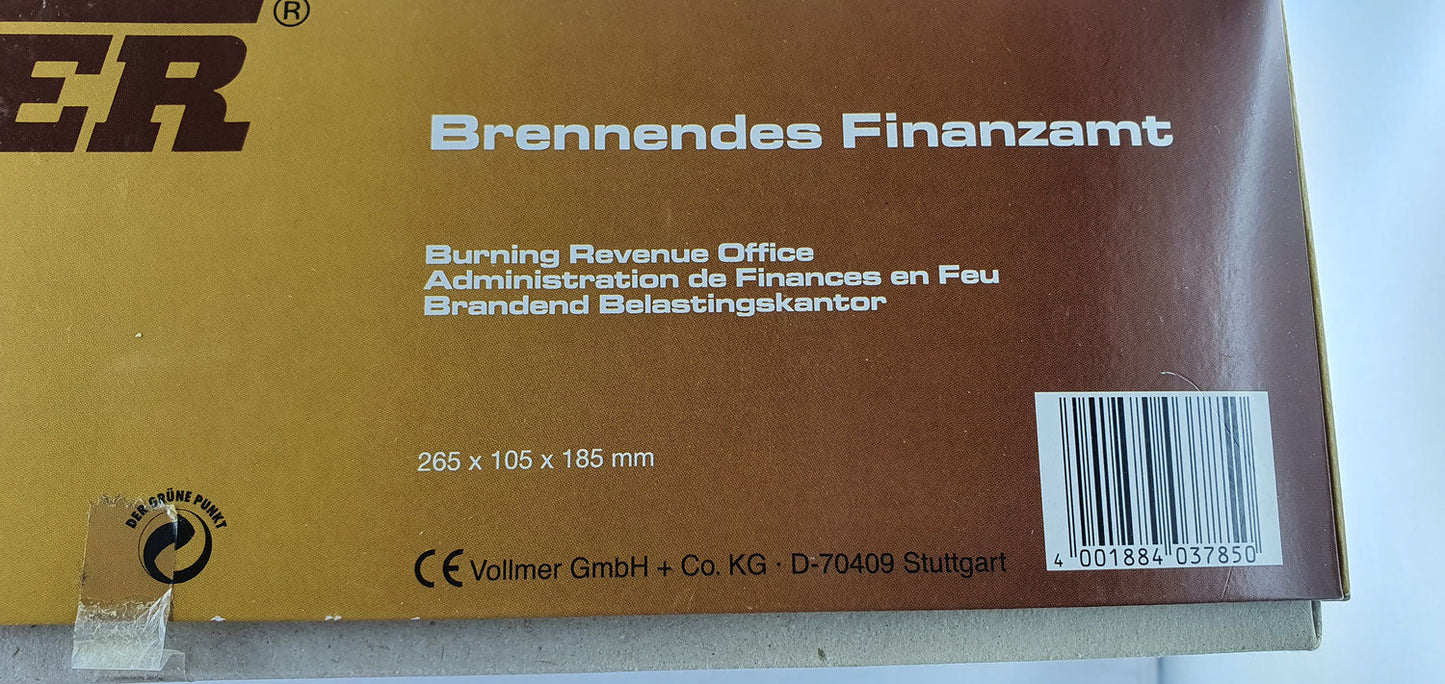 ®
ER
Brennendes Finanzamt
Burning Revenue Office
Administration de Finances en Feu
Brandend Belastingskantor
265 x 105 x 185 mm
DER GRÜNE PUNKT
CE Vollmer GmbH + Co. KG · D-70409 Stuttgart
4 001884 037850